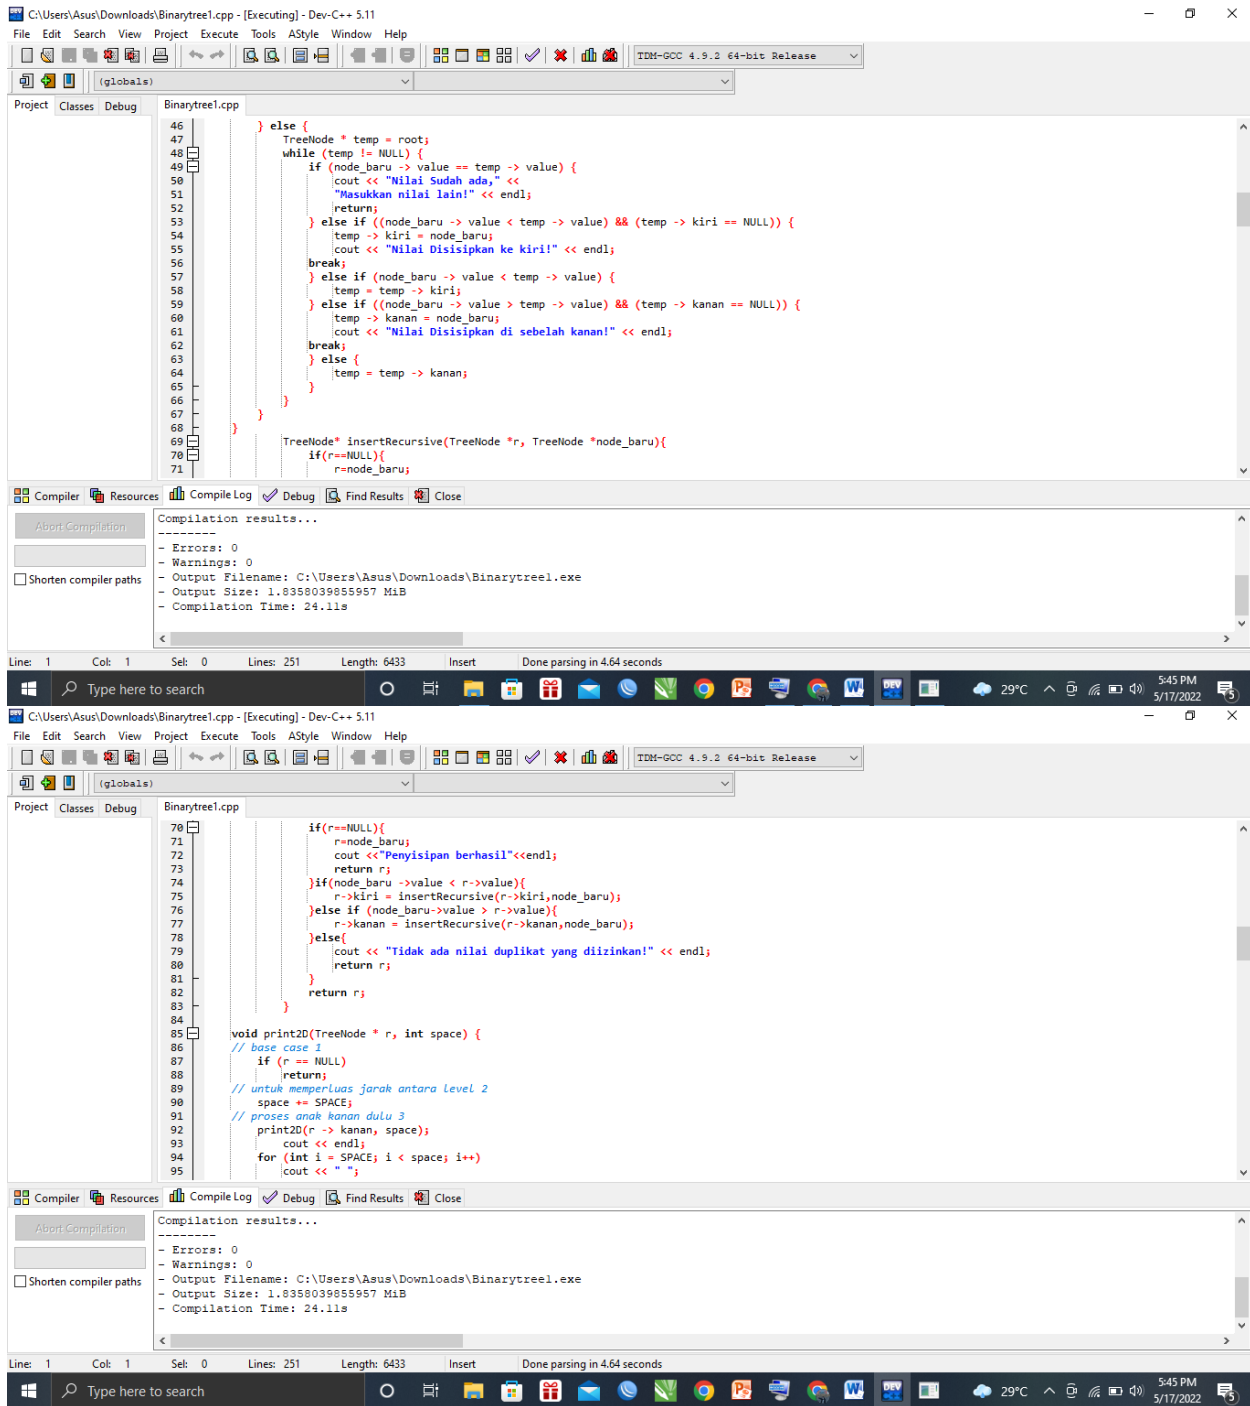 C:\Users\Asus\Downloads\Binarytree1.cpp - [Executing] - Dev-C++ 5.11
File Edit Search View Project Execute Tools AStyle Window Help
TDM-GCC 4.9.2 64-bit Release
(globals)
Project Classes Debug Binarytree1.cpp
46 } else {
47 TreeNode * temp = root;
48 while (temp != NULL) {
49 if (node_baru -> value == temp -> value) {
50 cout << "Nilai Sudah ada," <<
51 "Masukkan nilai lain!" << endl;
52 return;
53 } else if ((node_baru -> value < temp -> value) && (temp -> kiri == NULL)) {
54 temp -> kiri = node_baru;
55 cout << "Nilai Disisipkan ke kiri!" << endl;
56 break;
57 } else if (node_baru -> value < temp -> value) {
58 temp = temp -> kiri;
59 } else if ((node_baru -> value > temp -> value) && (temp -> kanan == NULL)) {
60 temp -> kanan = node_baru;
61 cout << "Nilai Disisipkan di sebelah kanan!" << endl;
62 break;
63 } else {
64 temp = temp -> kanan;
65 }
66 }
67 }
68 }
69 TreeNode* insertRecursive(TreeNode *r, TreeNode *node_baru){
70 if(r==NULL){
71 r=node_baru;
Compiler Resources Compile Log Debug Find Results Close
Abort Compilation
Shorten compiler paths
Compilation results...
--------
- Errors: 0
- Warnings: 0
- Output Filename: C:\Users\Asus\Downloads\Binarytree1.exe
- Output Size: 1.8358039855957 MiB
- Compilation Time: 24.11s
Line: 1 Col: 1 Sel: 0 Lines: 251 Length: 6433 Insert Done parsing in 4.64 seconds
Type here to search
29°C
5:45 PM
5/17/2022
5
C:\Users\Asus\Downloads\Binarytree1.cpp - [Executing] - Dev-C++ 5.11
File Edit Search View Project Execute Tools AStyle Window Help
TDM-GCC 4.9.2 64-bit Release
(globals)
Project Classes Debug Binarytree1.cpp
70 if(r==NULL){
71 r=node_baru;
72 cout <<"Penyisipan berhasil"<<endl;
73 return r;
74 }if(node_baru ->value < r->value){
75 r->kiri = insertRecursive(r->kiri,node_baru);
76 }else if (node_baru->value > r->value){
77 r->kanan = insertRecursive(r->kanan,node_baru);
78 }else{
79 cout << "Tidak ada nilai duplikat yang diizinkan!" << endl;
80 return r;
81 }
82 return r;
83 }
84
85 void print2D(TreeNode * r, int space) {
86 // base case 1
87 if (r == NULL)
88 return;
89 // untuk memperluas jarak antara level 2
90 space += SPACE;
91 // proses anak kanan dulu 3
92 print2D(r -> kanan, space);
93 cout << endl;
94 for (int i = SPACE; i < space; i++)
95 cout << " ";
Compiler Resources Compile Log Debug Find Results Close
Abort Compilation
Shorten compiler paths
Compilation results...
--------
- Errors: 0
- Warnings: 0
- Output Filename: C:\Users\Asus\Downloads\Binarytree1.exe
- Output Size: 1.8358039855957 MiB
- Compilation Time: 24.11s
Line: 1 Col: 1 Sel: 0 Lines: 251 Length: 6433 Insert Done parsing in 4.64 seconds
Type here to search
29°C
5:45 PM
5/17/2022
5